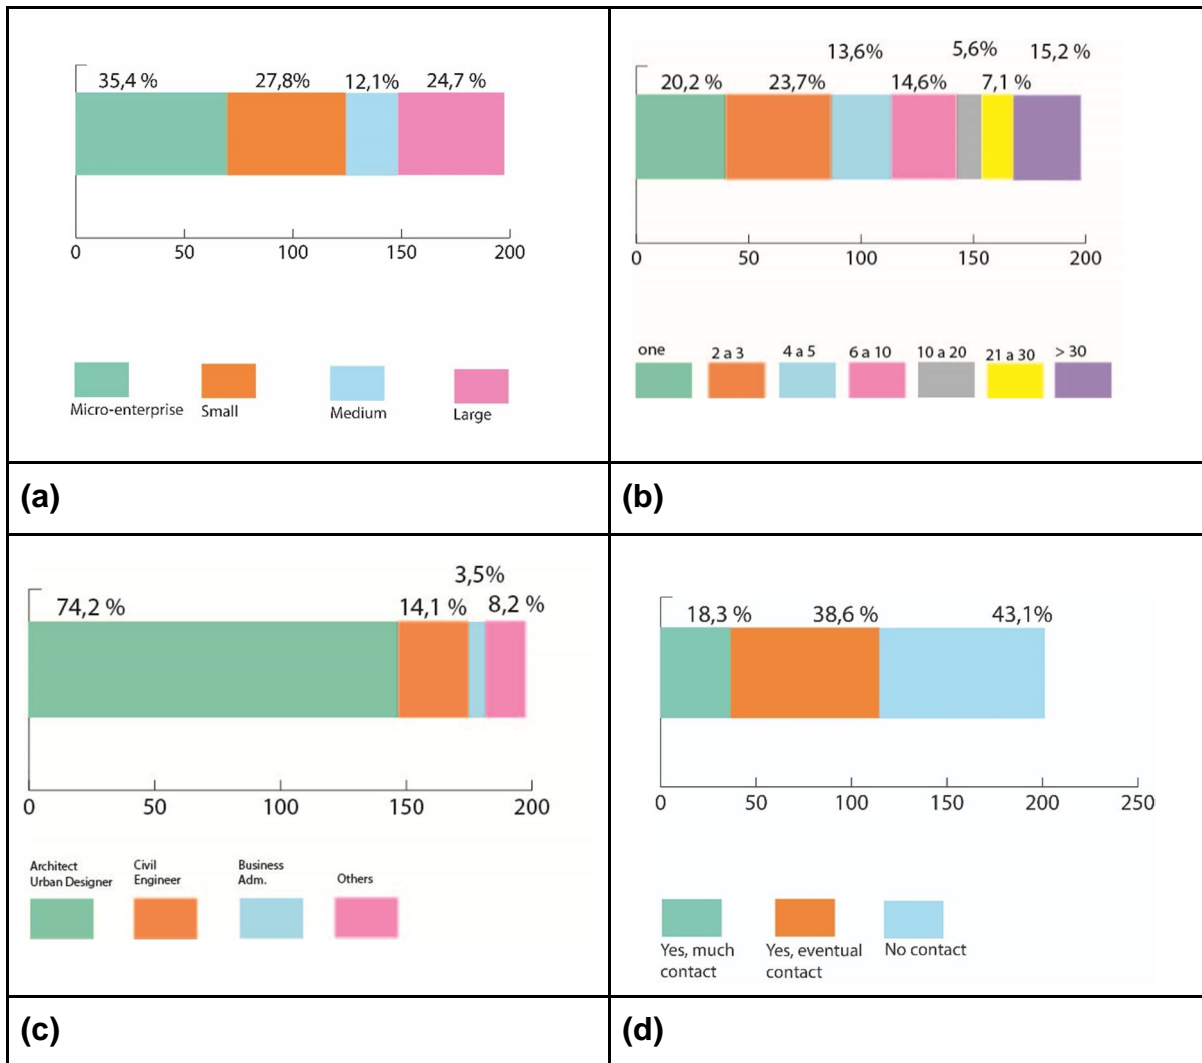 35,4 %
27,8%
12,1%
24,7 %
0 50 100 150 200
Micro-enterprise Small Medium Large
(a)
13,6% 5,6% 15,2 %
20,2 % 23,7% 14,6% 7,1 %
0 50 100 150 200
one 2 a 3 4 a 5 6 a 10 10 a 20 21 a 30 > 30
(b)
3,5%
74,2 % 14,1 % 8,2 %
0 50 100 150 200
Architect
Urban Designer
Civil
Engineer
Business
Adm.
Others
(c)
18,3 % 38,6 % 43,1%
0 50 100 150 200 250
Yes, much
contact
Yes, eventual
contact
No contact
(d)